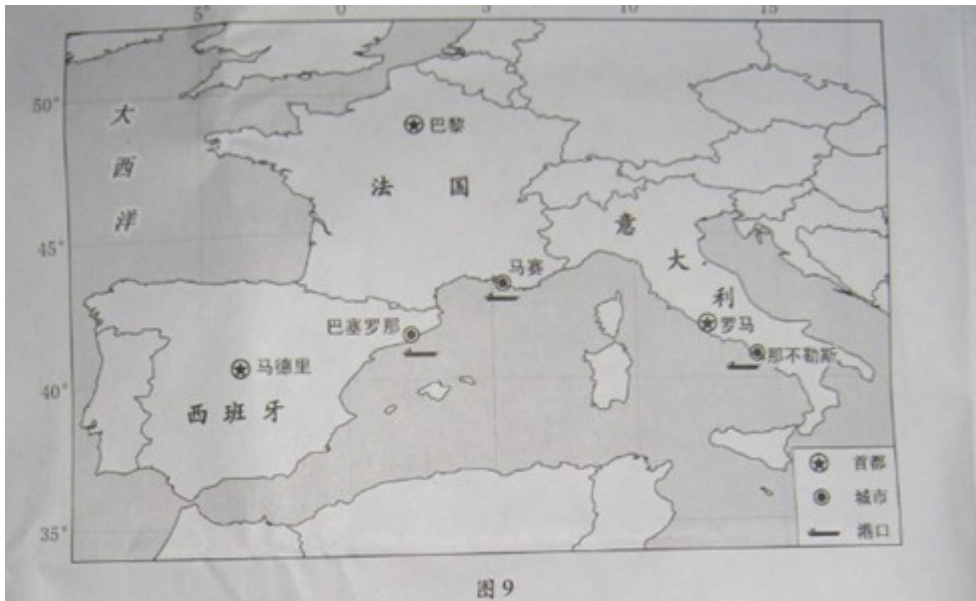 5°
0
5
10
15
50°
大西洋
巴黎
法国
45°
意大利
马赛
巴塞罗那
罗马
那不勒斯
马德里
40°
西班牙
首都
城市
港口
35°
图9